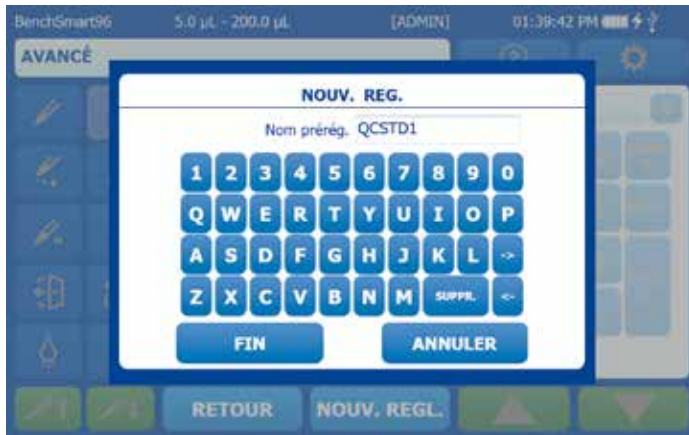 BenchSmart96 5.0 µL - 200.0 µL [ADMIN] 01:39:42 PM
AVANCÉ
NOUV. REG.
Nom prérég. QCSTD1
1 2 3 4 5 6 7 8 9 0
Q W E R T Y U I O P
A S D F G H J K L ->
Z X C V B N M SUPPR. <-
FIN ANNULER
RETOUR NOUV. REGL.